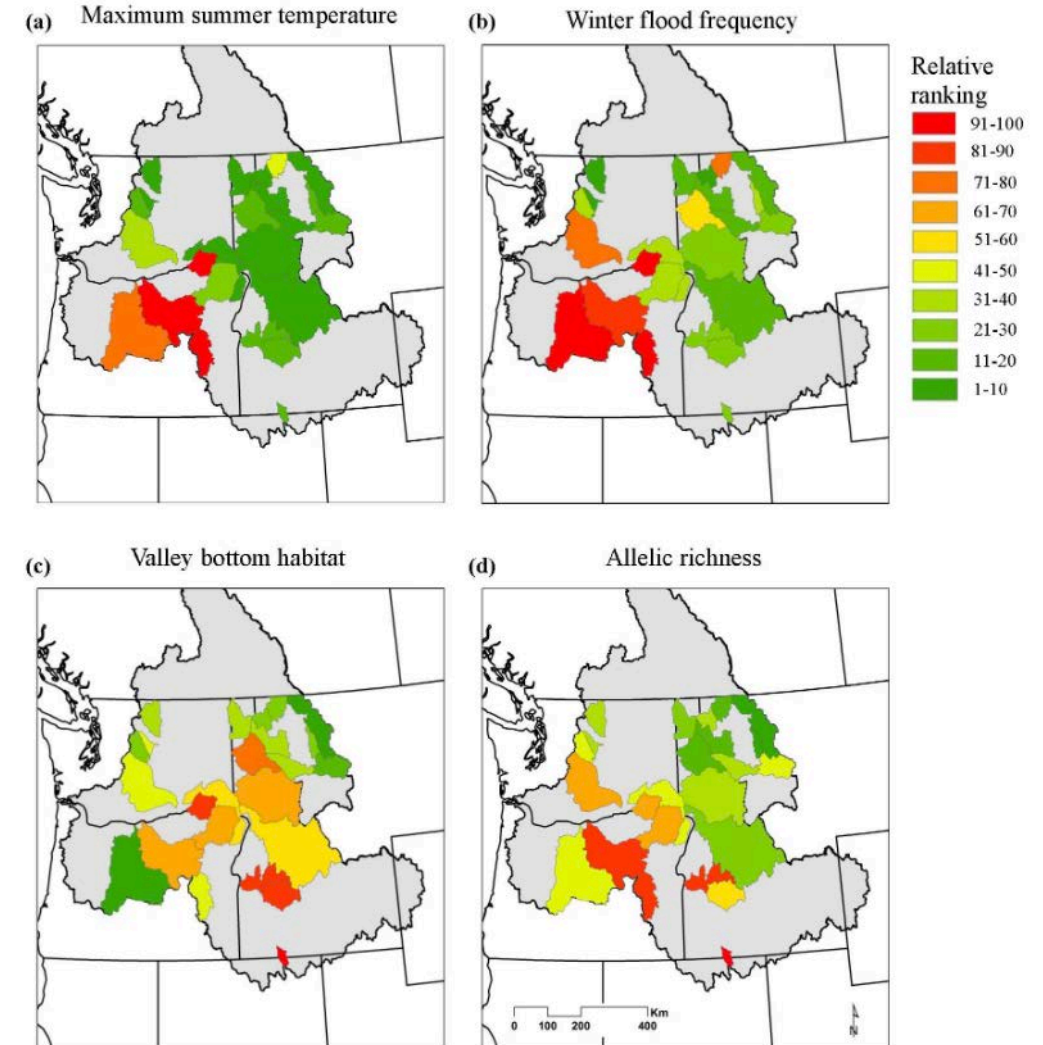 (a) Maximum summer temperature
(b) Winter flood frequency
Relative
ranking
91-100
81-90
71-80
61-70
51-60
41-50
31-40
21-30
11-20
1-10
(c) Valley bottom habitat
(d) Allelic richness
Km
0 100 200 400
N